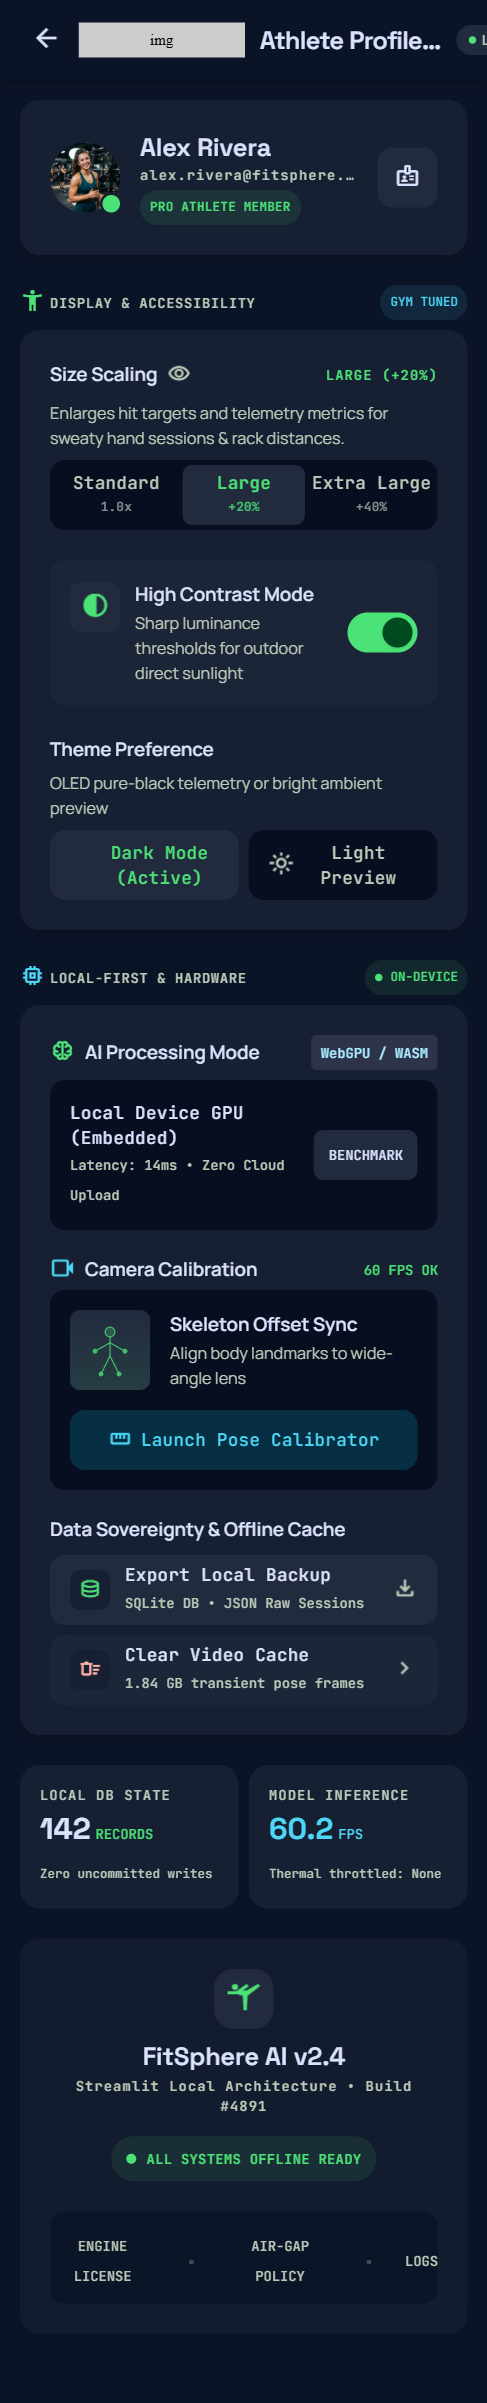 img
Athlete Profile…
Alex Rivera
alex.rivera@fitsphere.…
PRO ATHLETE MEMBER
DISPLAY & ACCESSIBILITY
GYM TUNED
Size Scaling
LARGE (+20%)
Enlarges hit targets and telemetry metrics for
sweaty hand sessions & rack distances.
Standard
1.0x
Large
+20%
Extra Large
+40%
High Contrast Mode
Sharp luminance
thresholds for outdoor
direct sunlight
Theme Preference
OLED pure-black telemetry or bright ambient
preview
Dark Mode
(Active)
Light
Preview
LOCAL-FIRST & HARDWARE
ON-DEVICE
AI Processing Mode
WebGPU / WASM
Local Device GPU
(Embedded)
Latency: 14ms • Zero Cloud
Upload
BENCHMARK
Camera Calibration
60 FPS OK
Skeleton Offset Sync
Align body landmarks to wide-
angle lens
Launch Pose Calibrator
Data Sovereignty & Offline Cache
Export Local Backup
SQLite DB • JSON Raw Sessions
Clear Video Cache
1.84 GB transient pose frames
LOCAL DB STATE
142 RECORDS
Zero uncommitted writes
MODEL INFERENCE
60.2 FPS
Thermal throttled: None
FitSphere AI v2.4
Streamlit Local Architecture • Build
#4891
ALL SYSTEMS OFFLINE READY
ENGINE
LICENSE
•
AIR-GAP
POLICY
•
LOGS